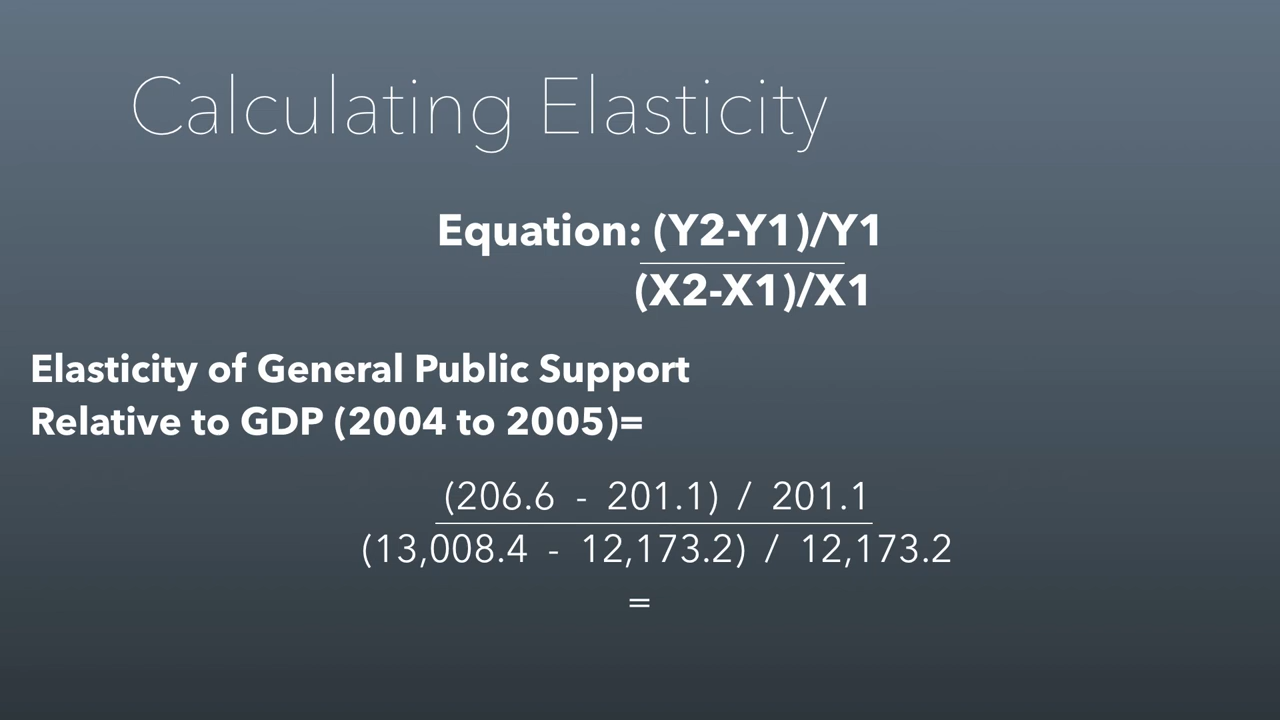 Calculating Elasticity
Equation: (Y2-Y1)/Y1
(X2-X1)/X1
Elasticity of General Public Support
Relative to GDP (2004 to 2005)=
(206.6 - 201.1) / 201.1
(13,008.4 - 12,173.2) / 12,173.2
=